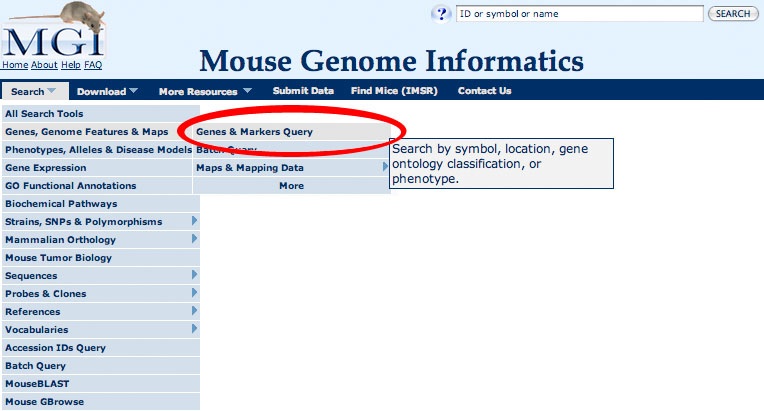 ? ID or symbol or name SEARCH
MGI
Home About Help FAQ
Mouse Genome Informatics
Search Download More Resources Submit Data Find Mice (IMSR) Contact Us
All Search Tools
Genes, Genome Features & Maps
Phenotypes, Alleles & Disease Models
Gene Expression
GO Functional Annotations
Biochemical Pathways
Strains, SNPs & Polymorphisms
Mammalian Orthology
Mouse Tumor Biology
Sequences
Probes & Clones
References
Vocabularies
Accession IDs Query
Batch Query
MouseBLAST
Mouse GBrowse
Genes & Markers Query
Batch Query
Maps & Mapping Data
More
Search by symbol, location, gene
ontology classification, or
phenotype.